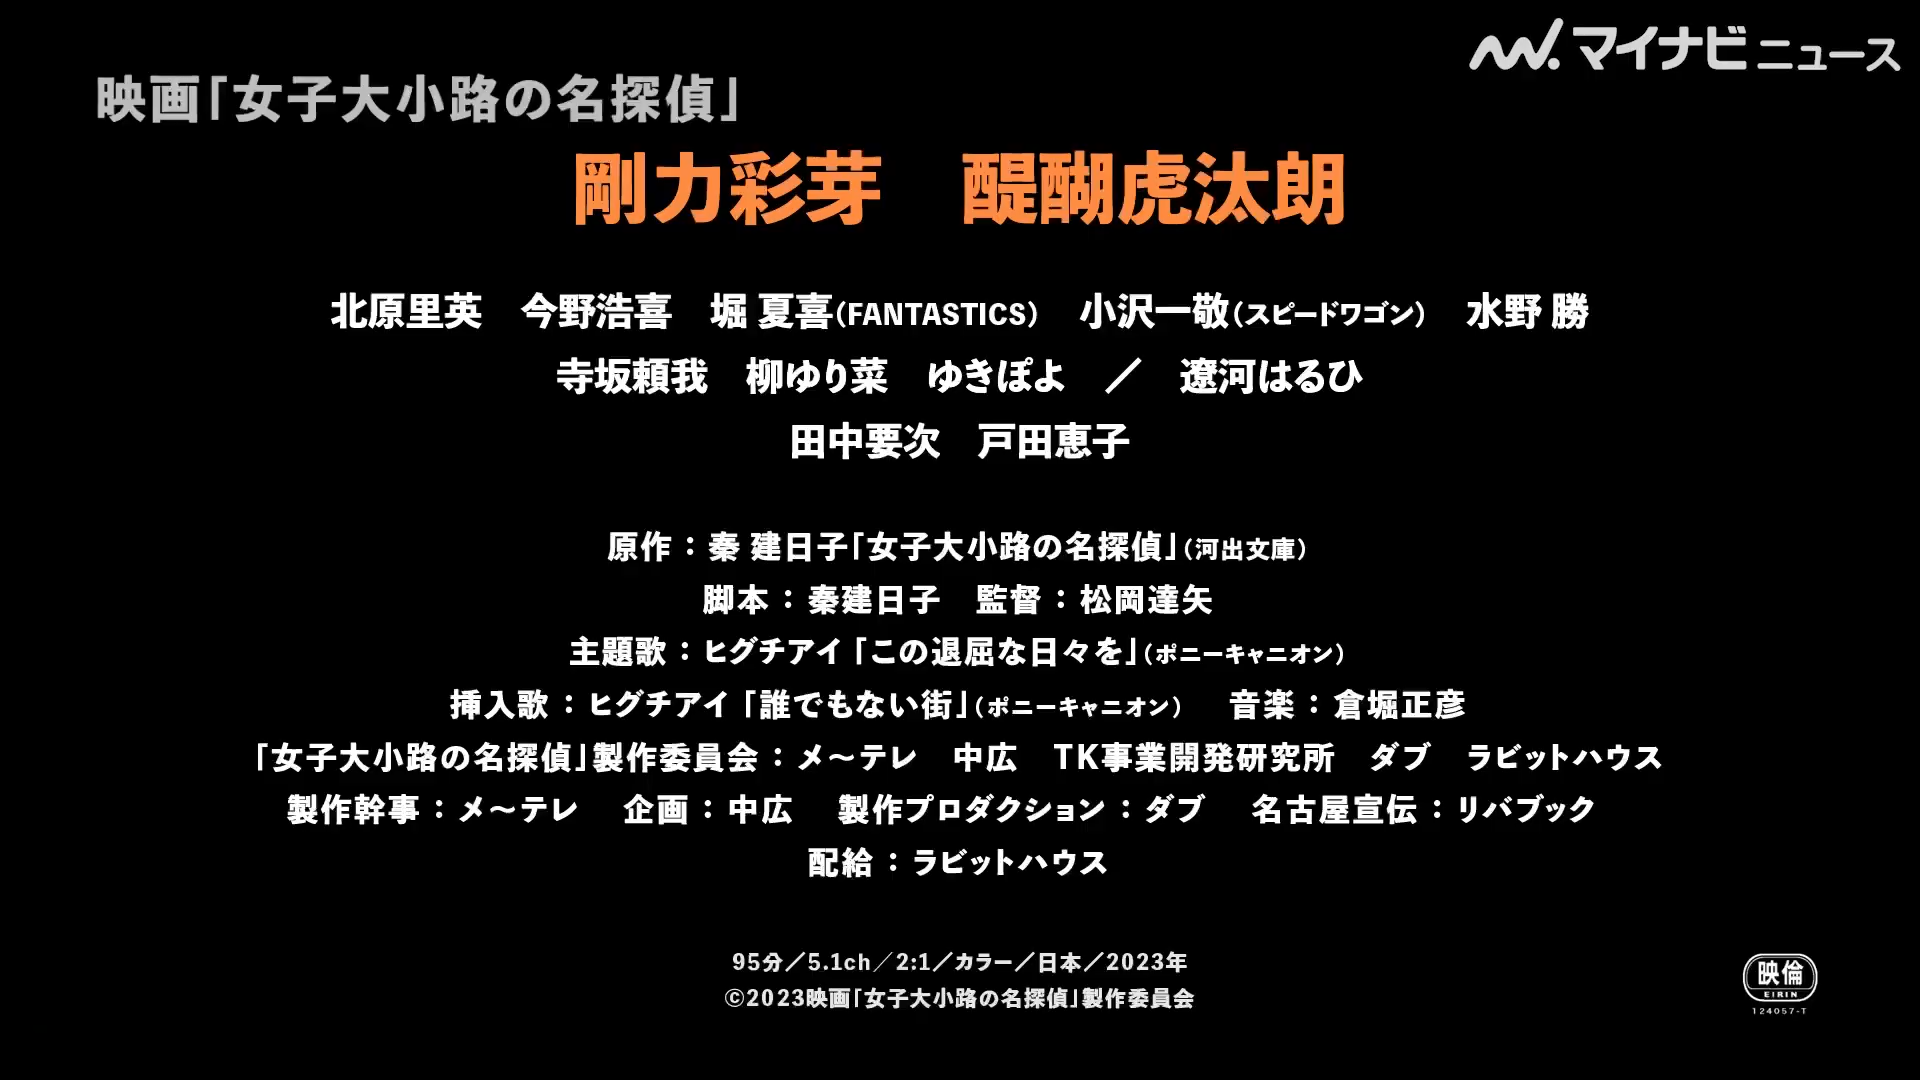 マイナビニュース
映画「女子大小路の名探偵」
剛力彩芽　醍醐虎汰朗
北原里英　今野浩喜　堀 夏喜(FANTASTICS)　小沢一敬(スピードワゴン)　水野 勝
寺坂頼我　柳ゆり菜　ゆきぽよ　／　遼河はるひ
田中要次　戸田恵子
原作：秦 建日子「女子大小路の名探偵」(河出文庫)
脚本：秦建日子　監督：松岡達矢
主題歌：ヒグチアイ「この退屈な日々を」(ポニーキャニオン)
挿入歌：ヒグチアイ「誰でもない街」(ポニーキャニオン)　音楽：倉堀正彦
「女子大小路の名探偵」製作委員会：メ〜テレ　中広　TK事業開発研究所　ダブ　ラビットハウス
製作幹事：メ〜テレ　企画：中広　製作プロダクション：ダブ　名古屋宣伝：リバブック
配給：ラビットハウス
95分／5.1ch／2:1／カラー／日本／2023年
©2023映画「女子大小路の名探偵」製作委員会
映倫
EIRIN
124057-T